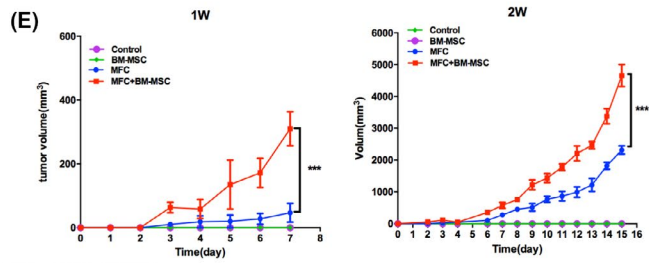 (E)
1W
tumor volume(mm3)
600
400
200
0
Control
BM-MSC
MFC
MFC+BM-MSC
***
0 1 2 3 4 5 6 7 8
Time(day)
2W
Volum(mm3)
6000
5000
4000
3000
2000
1000
0
Control
BM-MSC
MFC
MFC+BM-MSC
***
0 1 2 3 4 5 6 7 8 9 10 11 12 13 14 15 16
Time(day)